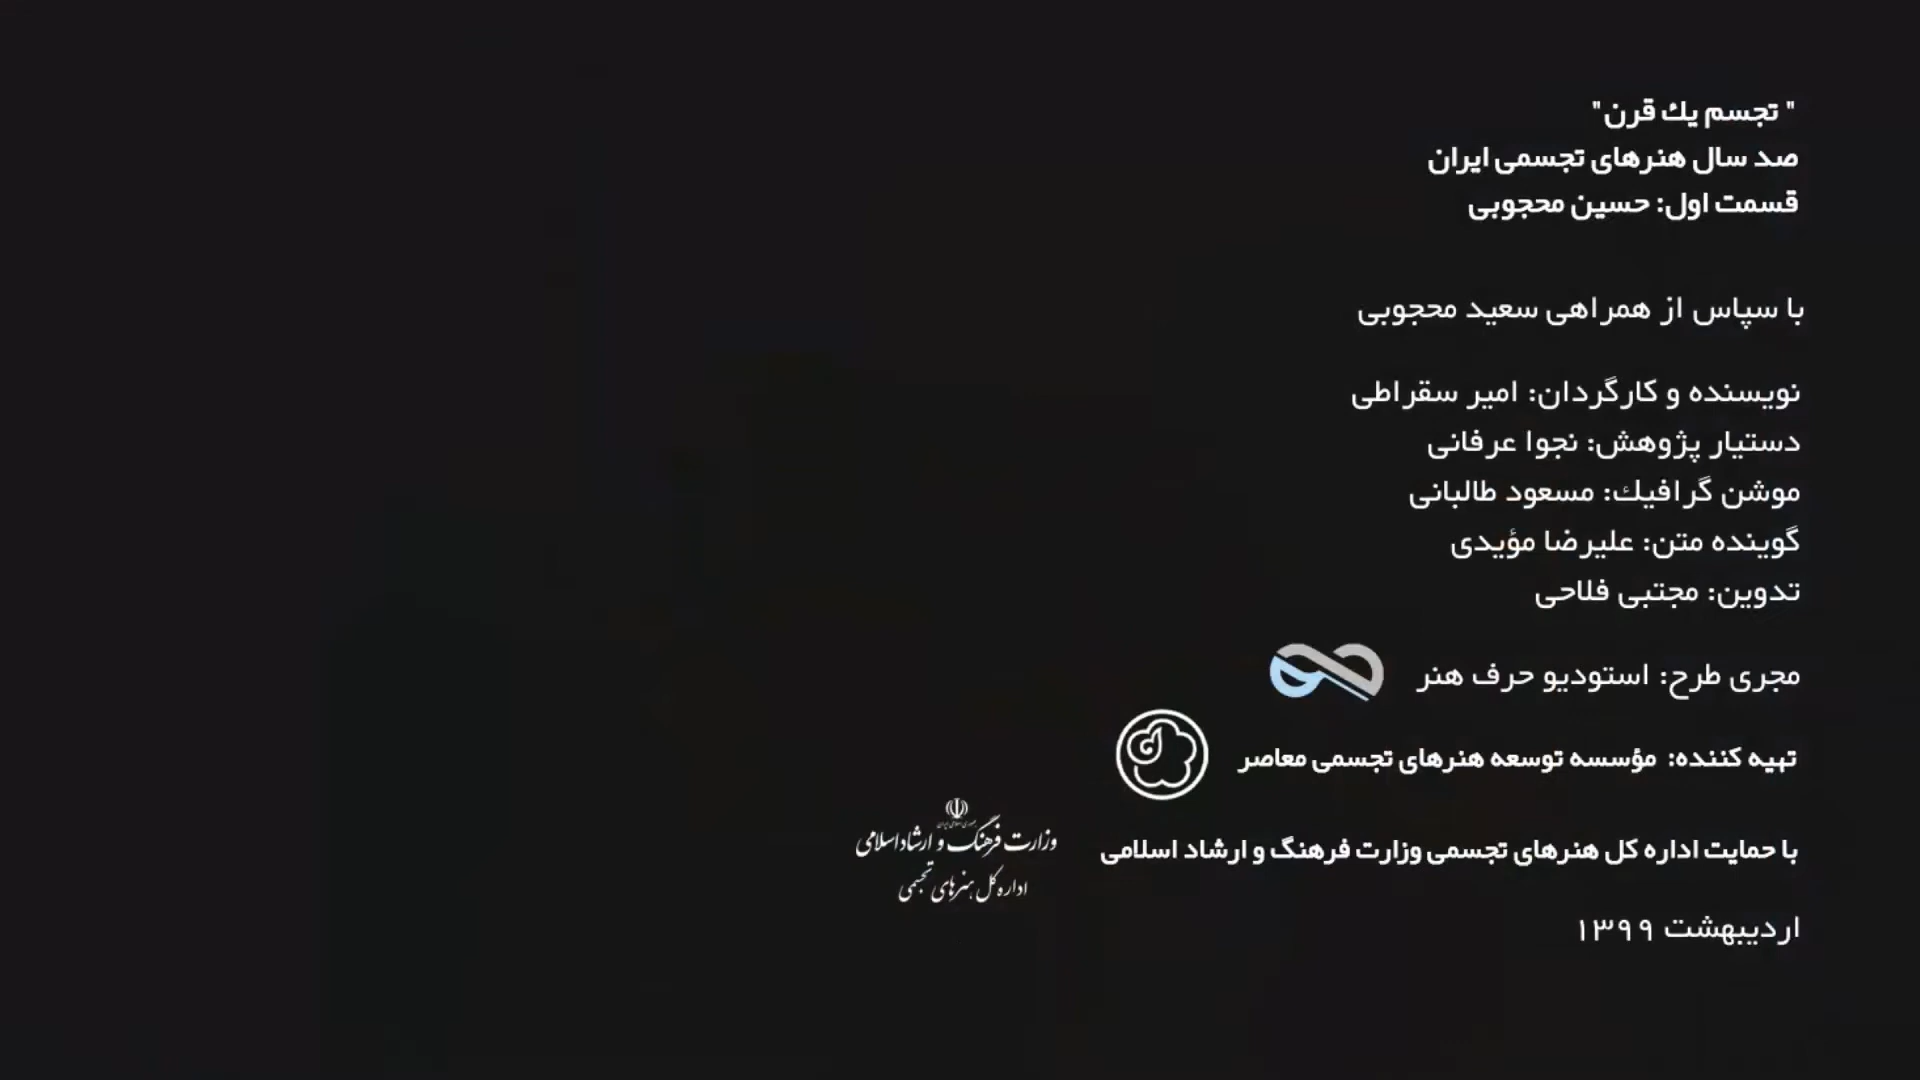 " تجسم یك قرن"
صد سال هنرهای تجسمی ایران
قسمت اول: حسین محجوبی
با سپاس از همراهی سعید محجوبی
نویسنده و کارگردان: امیر سقراطی
دستیار پژوهش: نجوا عرفانی
موشن گرافیك: مسعود طالبانی
گوینده متن: علیرضا مؤیدی
تدوین: مجتبی فلاحی
مجری طرح: استودیو حرف هنر
تهیه کننده: مؤسسه توسعه هنرهای تجسمی معاصر
با حمایت اداره کل هنرهای تجسمی وزارت فرهنگ و ارشاد اسلامی
وزارت فرهنگ و ارشاد اسلامی
اداره کل هنرهای تجسمی
اردیبهشت ۱۳۹۹